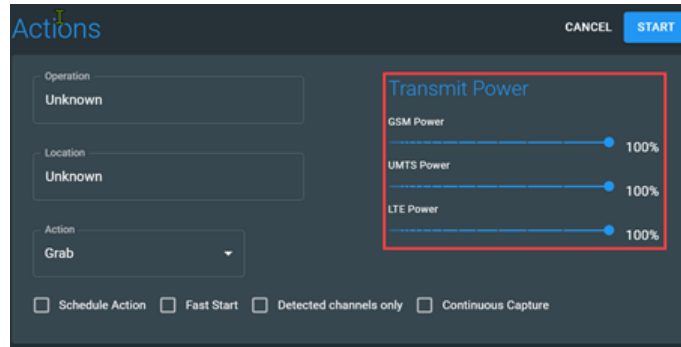 Actions
CANCEL
START
Operation
Unknown
Transmit Power
GSM Power
100%
Location
Unknown
UMTS Power
100%
LTE Power
100%
Action
Grab
Schedule Action
Fast Start
Detected channels only
Continuous Capture